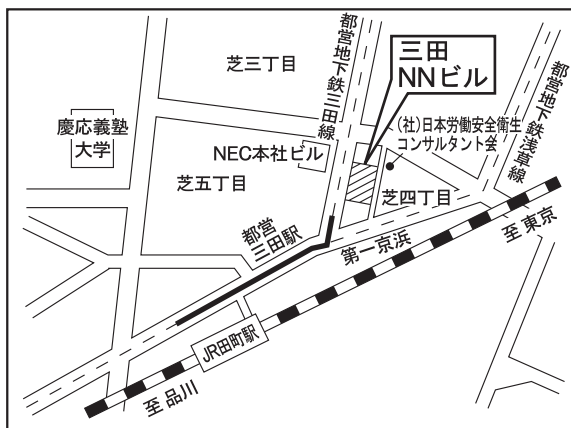 三田
NNビル
都営地下鉄三田線
都営地下鉄浅草線
芝三丁目
慶応義塾
大学
(社)日本労働安全衛生
コンサルタント会
NEC本社ビル
芝五丁目
芝四丁目
都営
三田駅
第一京浜
至東京
JR田町駅
至品川